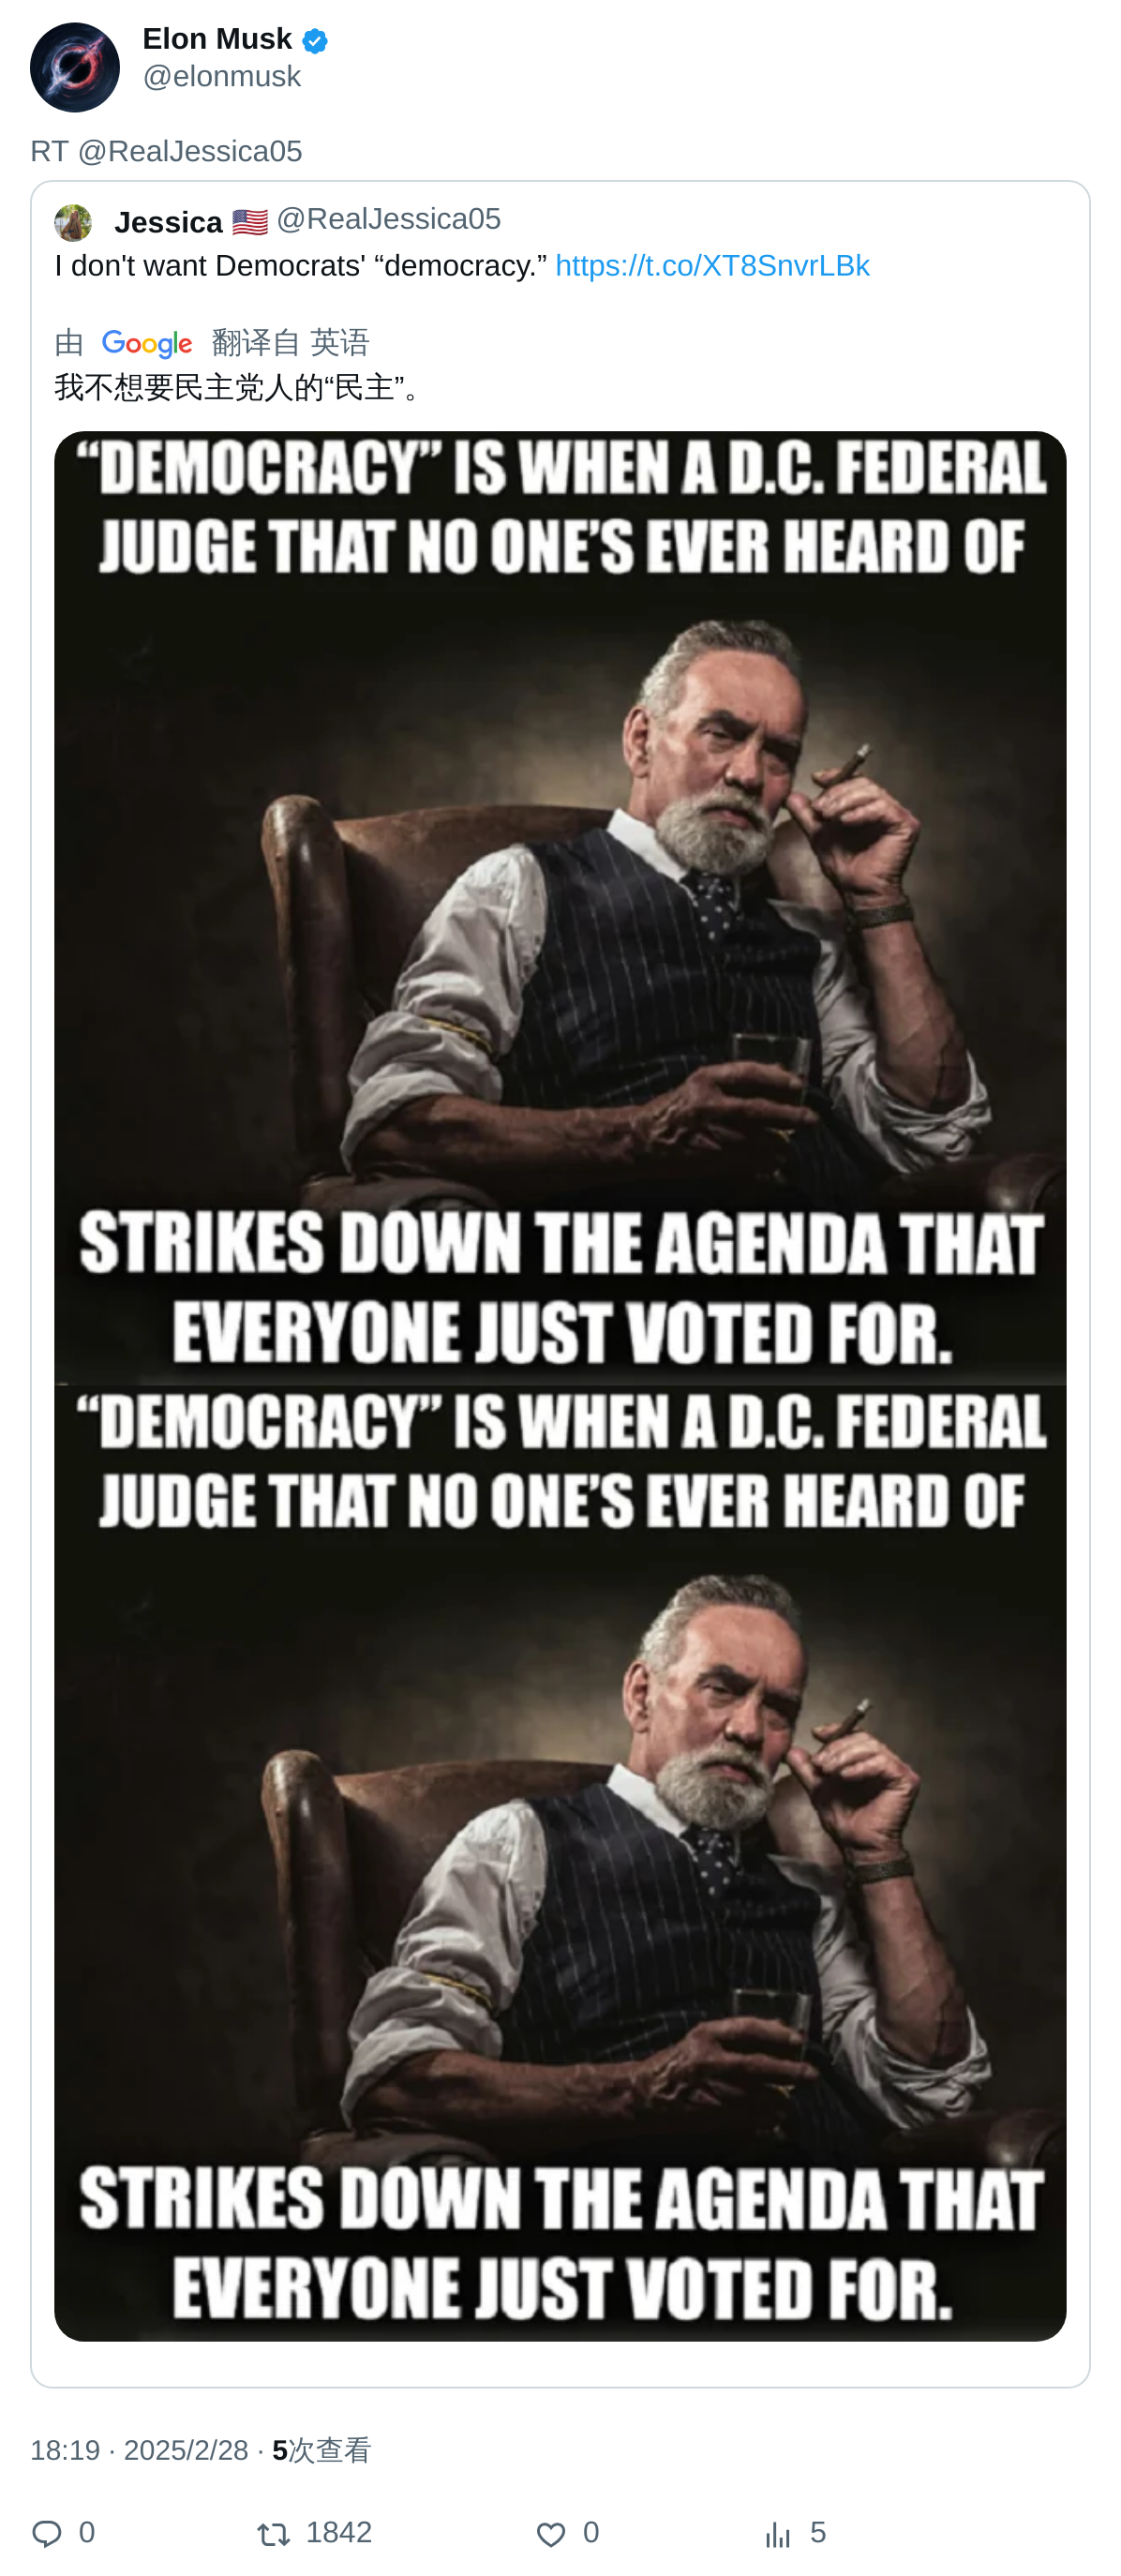 Elon Musk
@elonmusk
RT @RealJessica05
Jessica 🇺🇸 @RealJessica05
I don't want Democrats' “democracy.” https://t.co/XT8SnvrLBk
由 Google 翻译自 英语
我不想要民主党人的“民主”。
“DEMOCRACY” IS WHEN A D.C. FEDERAL
JUDGE THAT NO ONE’S EVER HEARD OF
STRIKES DOWN THE AGENDA THAT
EVERYONE JUST VOTED FOR.
“DEMOCRACY” IS WHEN A D.C. FEDERAL
JUDGE THAT NO ONE’S EVER HEARD OF
STRIKES DOWN THE AGENDA THAT
EVERYONE JUST VOTED FOR.
18:19 · 2025/2/28 · 5次查看
0 1842 0 5